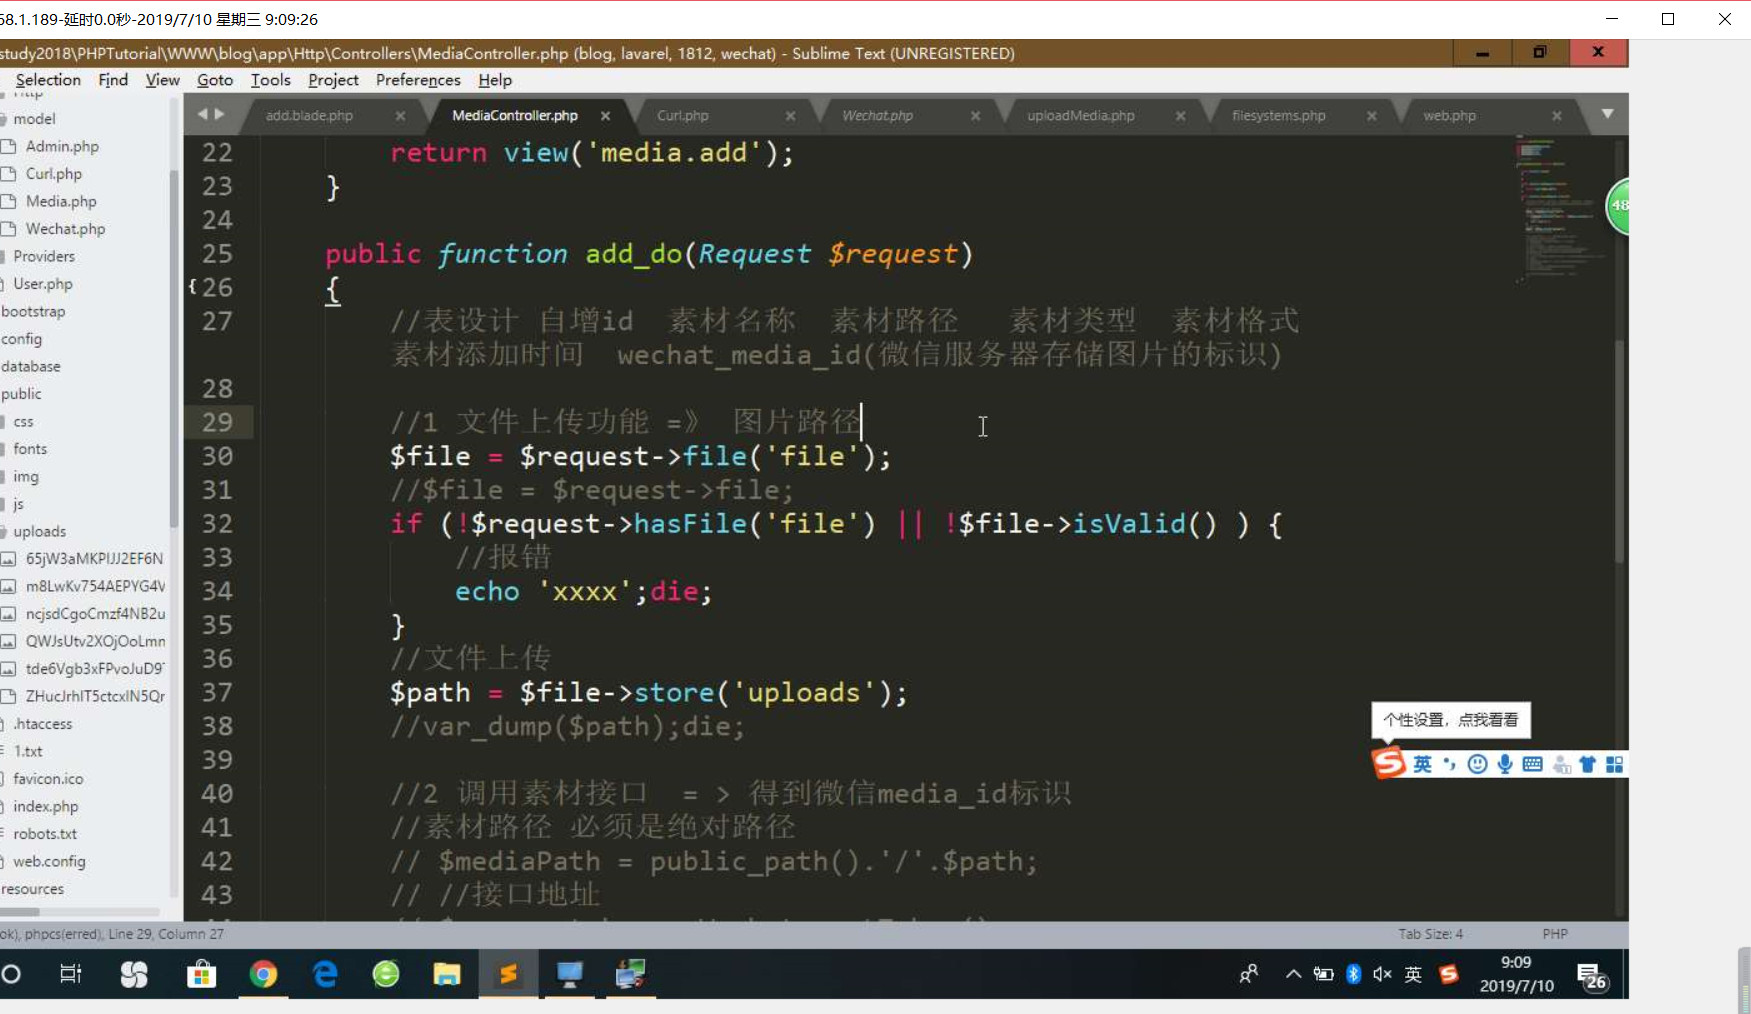 68.1.189-延时0.0秒-2019/7/10 星期三 9:09:26
study2018\PHPTutorial\WWW\blog\app\Http\Controllers\MediaController.php (blog, lavarel, 1812, wechat) - Sublime Text (UNREGISTERED)
Selection Find View Goto Tools Project Preferences Help
add.blade.php MediaController.php Curl.php Wechat.php uploadMedia.php filesystems.php web.php
model
Admin.php
Curl.php
Media.php
Wechat.php
Providers
User.php
bootstrap
config
database
public
css
fonts
img
js
uploads
65jW3aMKPIJJ2EF6N
m8LwKv754AEPYG4V
ncjsdCgoCmzf4NB2u
QWJsUtv2XOjOoLmn
tde6Vgb3xFPvoJuD9
ZHucJrhIT5ctcxIN5Qr
.htaccess
1.txt
favicon.ico
index.php
robots.txt
web.config
resources
22 return view('media.add');
23 }
24
25 public function add_do(Request $request)
26 {
27 //表设计 自增id 素材名称 素材路径 素材类型 素材格式
素材添加时间 wechat_media_id(微信服务器存储图片的标识)
28
29 //1 文件上传功能 =》 图片路径
30 $file = $request->file('file');
31 //$file = $request->file;
32 if (!$request->hasFile('file') || !$file->isValid() ) {
33 //报错
34 echo 'xxxx';die;
35 }
36 //文件上传
37 $path = $file->store('uploads');
38 //var_dump($path);die;
39
40 //2 调用素材接口 = > 得到微信media_id标识
41 //素材路径 必须是绝对路径
42 // $mediaPath = public_path().'/'.$path;
43 // //接口地址
48
个性设置，点我看看
英
ok), phpcs(erred), Line 29, Column 27
Tab Size: 4 PHP
英
9:09
2019/7/10
26